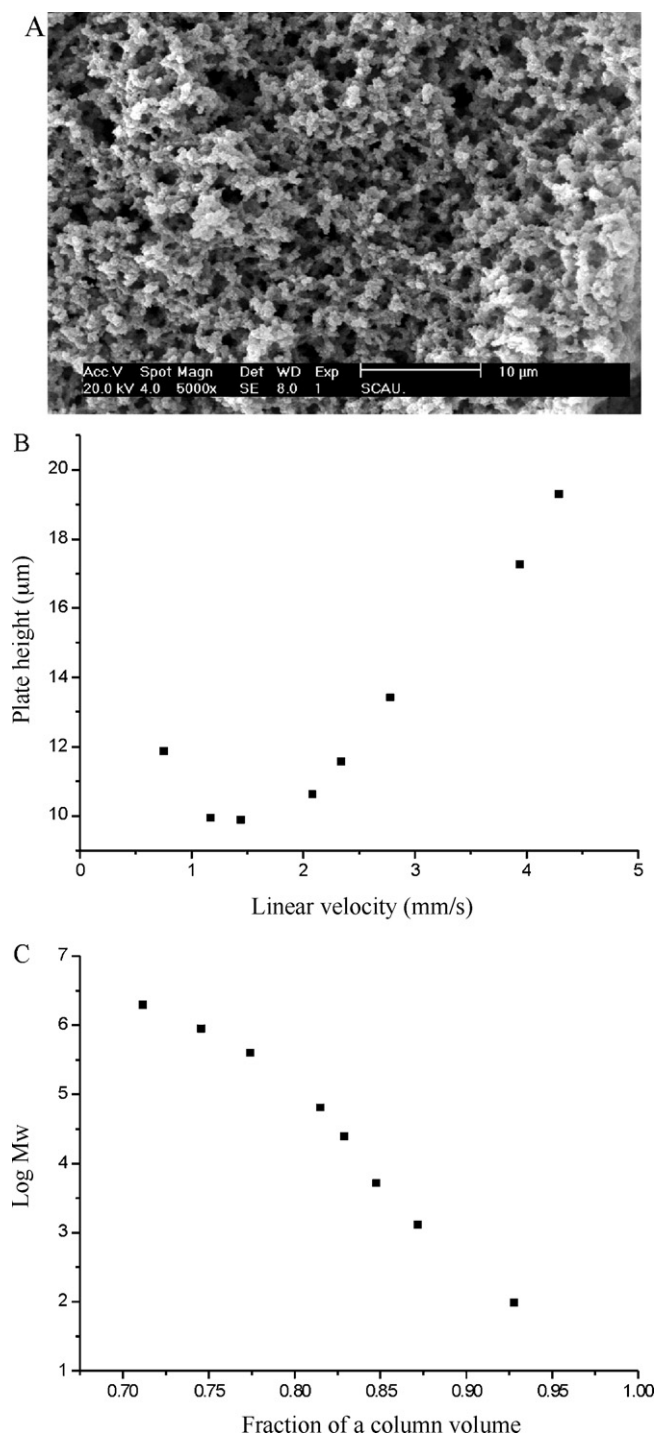 A
Acc.V Spot Magn Det WD Exp
20.0 kV 4.0 5000x SE 8.0 1 SCAU.
10 µm
B
20
18
16
14
12
10
Plate height (µm)
0 1 2 3 4 5
Linear velocity (mm/s)
C
7
6
5
4
3
2
1
Log Mw
0.70 0.75 0.80 0.85 0.90 0.95 1.00
Fraction of a column volume